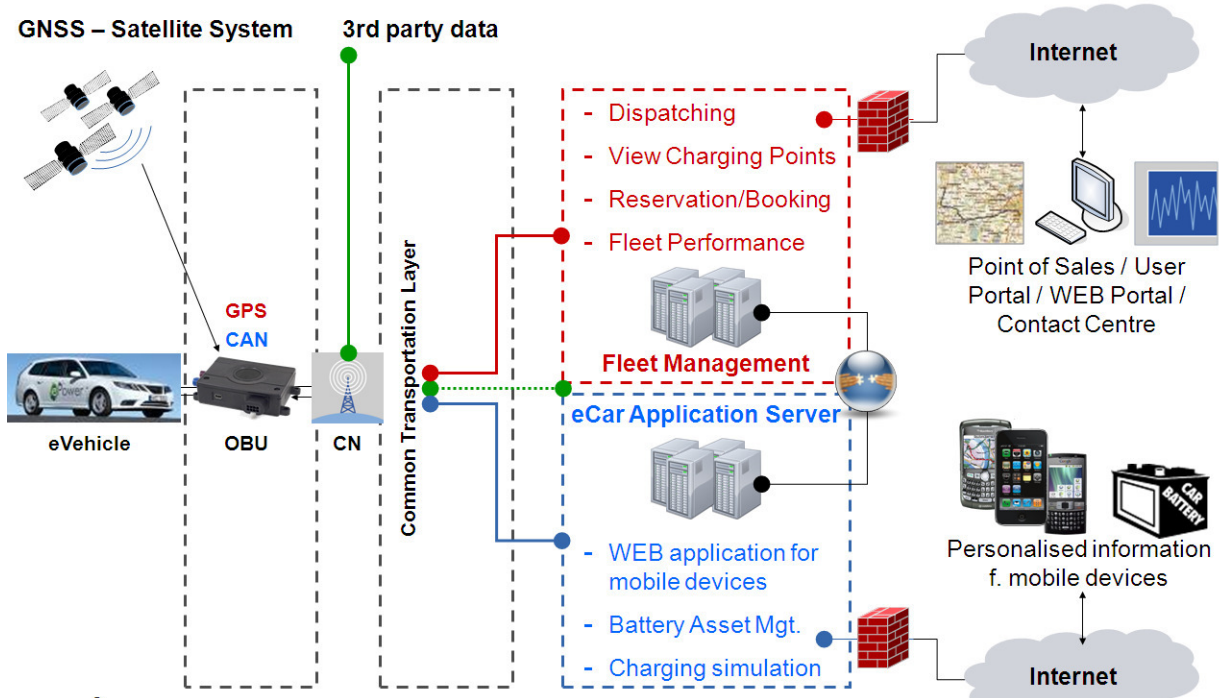 GNSS – Satellite System
3rd party data
Internet
- Dispatching
- View Charging Points
- Reservation/Booking
- Fleet Performance
Point of Sales / User
Portal / WEB Portal /
Contact Centre
GPS
CAN
Common Transportation Layer
Fleet Management
ePower
eVehicle
OBU
CN
eCar Application Server
CAR
BATTERY
Personalised information
f. mobile devices
- WEB application for
mobile devices
- Battery Asset Mgt.
- Charging simulation
Internet